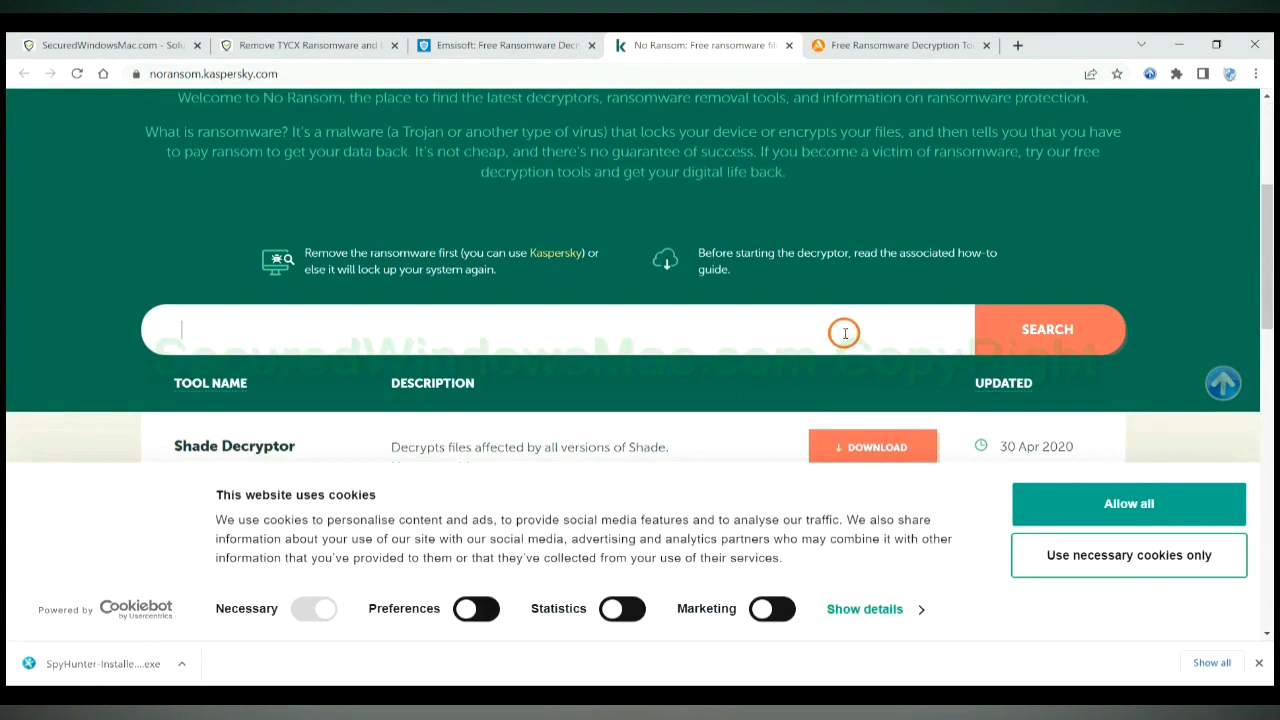 SecuredWindowsMac.com - Solu
Remove TYCX Ransomware and
Emsisoft: Free Ransomware Decry
No Ransom: Free ransomware fil
Free Ransomware Decryption Too
noransom.kaspersky.com
Welcome to No Ransom, the place to find the latest decryptors, ransomware removal tools, and information on ransomware protection.
What is ransomware? It's a malware (a Trojan or another type of virus) that locks your device or encrypts your files, and then tells you that you have
to pay ransom to get your data back. It's not cheap, and there's no guarantee of success. If you become a victim of ransomware, try our free
decryption tools and get your digital life back.
Remove the ransomware first (you can use Kaspersky) or
else it will lock up your system again.
Before starting the decryptor, read the associated how-to
guide.
SEARCH
SecuredWindowsMac.com CopyRight
TOOL NAME DESCRIPTION UPDATED
Shade Decryptor Decrypts files affected by all versions of Shade. DOWNLOAD 30 Apr 2020
This website uses cookies
We use cookies to personalise content and ads, to provide social media features and to analyse our traffic. We also share
information about your use of our site with our social media, advertising and analytics partners who may combine it with other
information that you've provided to them or that they've collected from your use of their services.
Allow all
Use necessary cookies only
Powered by Cookiebot
by Usercentrics
Necessary Preferences Statistics Marketing Show details
SpyHunter-Installe....exe
Show all